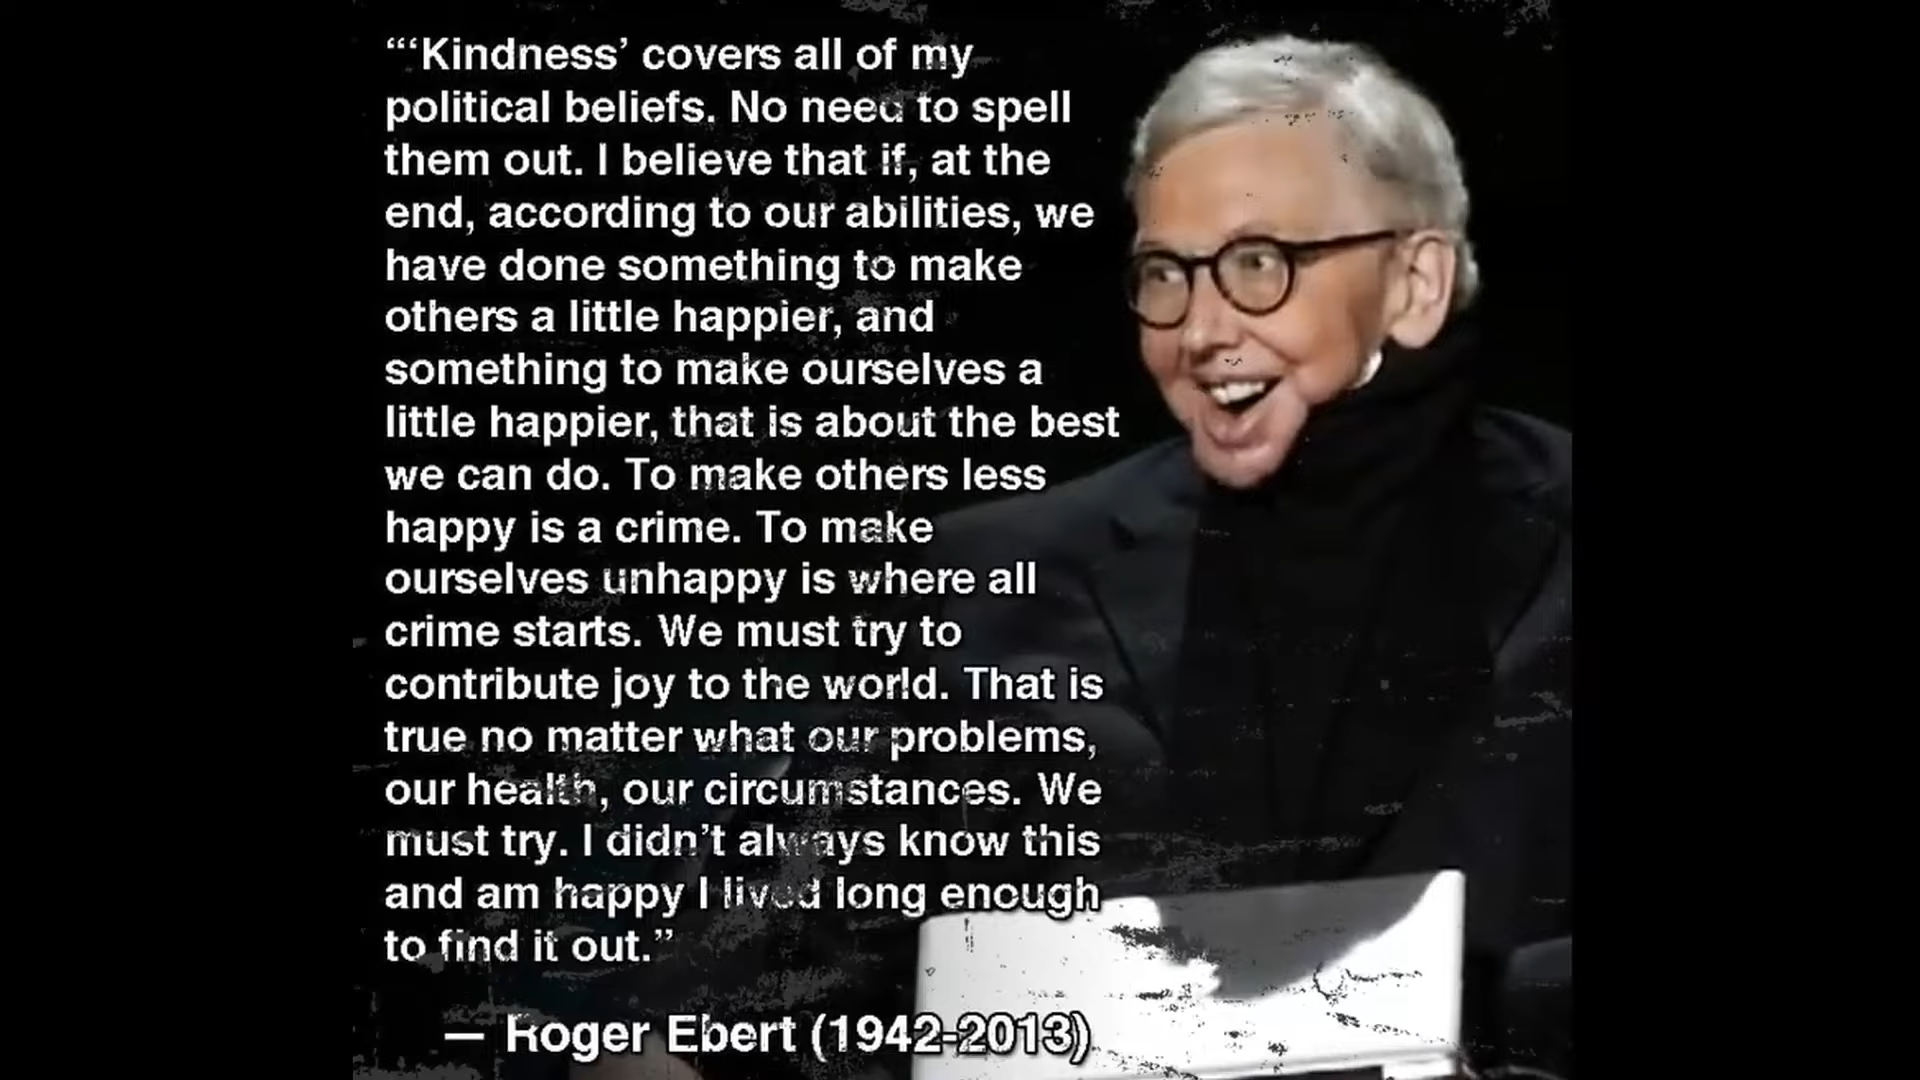 “‘Kindness’ covers all of my
political beliefs. No need to spell
them out. I believe that if, at the
end, according to our abilities, we
have done something to make
others a little happier, and
something to make ourselves a
little happier, that is about the best
we can do. To make others less
happy is a crime. To make
ourselves unhappy is where all
crime starts. We must try to
contribute joy to the world. That is
true no matter what our problems,
our health, our circumstances. We
must try. I didn’t always know this
and am happy I lived long enough
to find it out.”
— Roger Ebert (1942-2013)